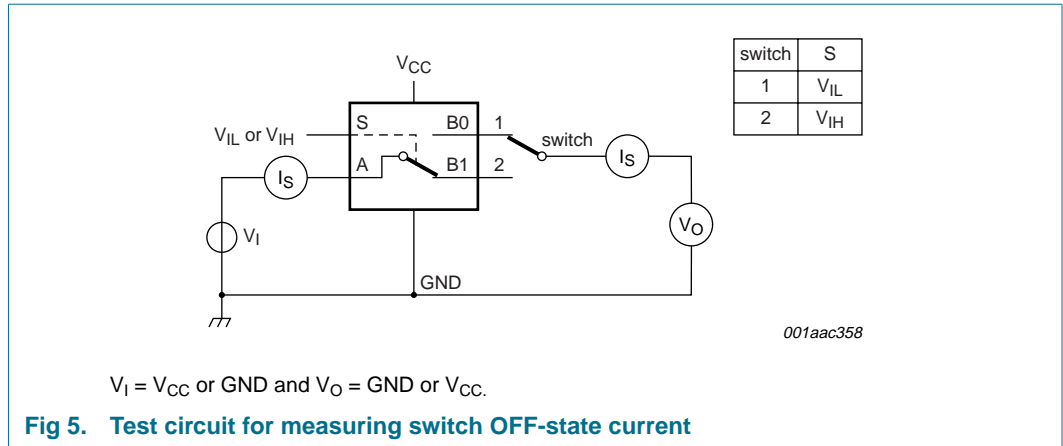 switch S
1 VIL
2 VIH
VCC
VIL or VIH
S
B0
1
switch
A
B1
2
IS
IS
VI
VO
GND
001aac358
VI = VCC or GND and VO = GND or VCC.
Fig 5. Test circuit for measuring switch OFF-state current